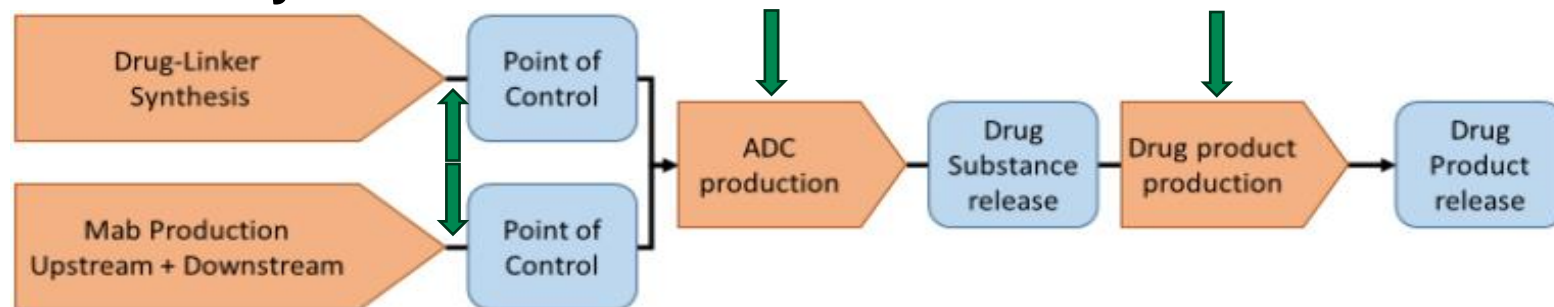 Drug-Linker
Synthesis
Point of
Control
Mab Production
Upstream + Downstream
Point of
Control
ADC
production
Drug
Substance
release
Drug product
production
Drug
Product
release